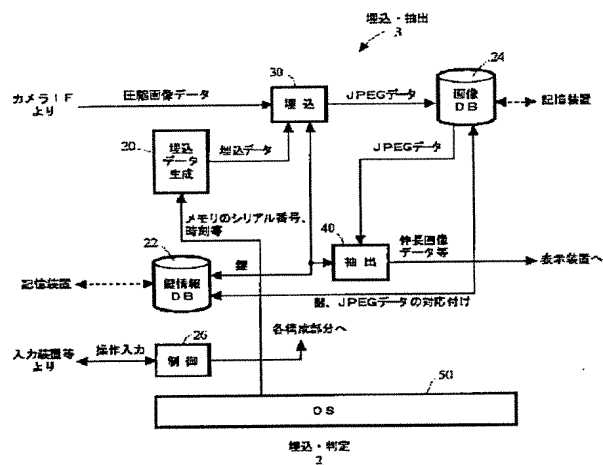 埋込・抽出
3
カメラIF
より
圧縮画像データ
30
埋込
JPEGデータ
24
画像
DB
記憶装置
20
埋込
データ
生成
埋込データ
JPEGデータ
メモリのシリアル番号、
時刻等
40
抽出
伸長画像
データ等
表示装置へ
22
鍵情報
DB
鍵
記憶装置
鍵、JPEGデータの対応付け
入力装置等
より
操作入力
26
制御
各構成部分へ
50
OS
埋込・判定
2